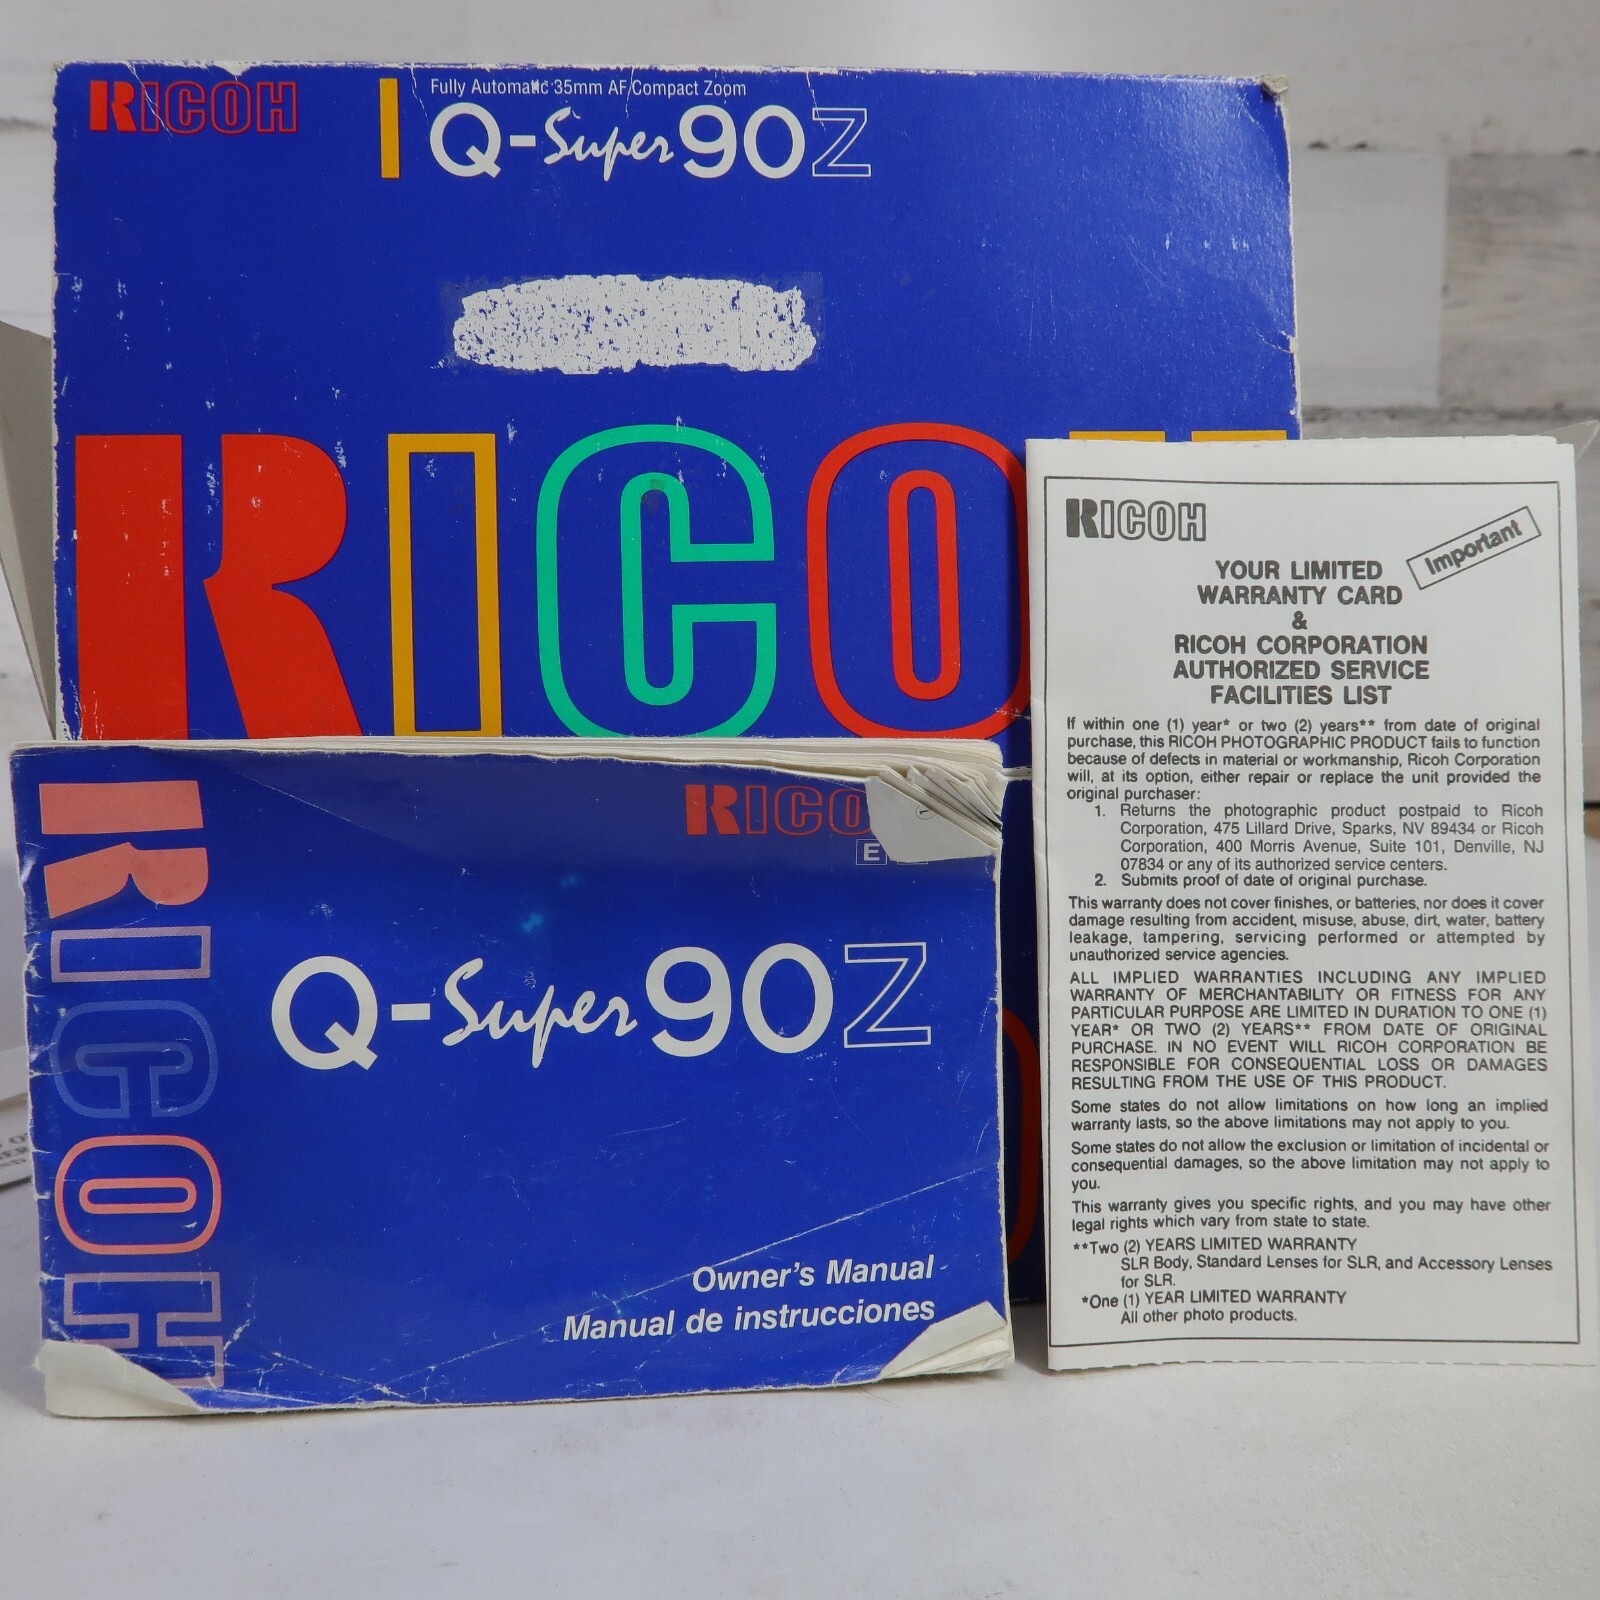 RICOH
Fully Automatic 35mm AF Compact Zoom
Q-Super90Z
RICO
RICOH
RICO
E
Q-Super90Z
Owner's Manual
Manual de instrucciones
RICOH
Important
YOUR LIMITED
WARRANTY CARD
&
RICOH CORPORATION
AUTHORIZED SERVICE
FACILITIES LIST
If within one (1) year* or two (2) years** from date of original
purchase, this RICOH PHOTOGRAPHIC PRODUCT fails to function
because of defects in material or workmanship, Ricoh Corporation
will, at its option, either repair or replace the unit provided the
original purchaser:
1. Returns the photographic product postpaid to Ricoh
Corporation, 475 Lillard Drive, Sparks, NV 89434 or Ricoh
Corporation, 400 Morris Avenue, Suite 101, Denville, NJ
07834 or any of its authorized service centers.
2. Submits proof of date of original purchase.
This warranty does not cover finishes, or batteries, nor does it cover
damage resulting from accident, misuse, abuse, dirt, water, battery
leakage, tampering, servicing performed or attempted by
unauthorized service agencies.
ALL IMPLIED WARRANTIES INCLUDING ANY IMPLIED
WARRANTY OF MERCHANTABILITY OR FITNESS FOR ANY
PARTICULAR PURPOSE ARE LIMITED IN DURATION TO ONE (1)
YEAR* OR TWO (2) YEARS** FROM DATE OF ORIGINAL
PURCHASE. IN NO EVENT WILL RICOH CORPORATION BE
RESPONSIBLE FOR CONSEQUENTIAL LOSS OR DAMAGES
RESULTING FROM THE USE OF THIS PRODUCT.
Some states do not allow limitations on how long an implied
warranty lasts, so the above limitations may not apply to you.
Some states do not allow the exclusion or limitation of incidental or
consequential damages, so the above limitation may not apply to
you.
This warranty gives you specific rights, and you may have other
legal rights which vary from state to state.
**Two (2) YEARS LIMITED WARRANTY
SLR Body, Standard Lenses for SLR, and Accessory Lenses
for SLR.
*One (1) YEAR LIMITED WARRANTY
All other photo products.